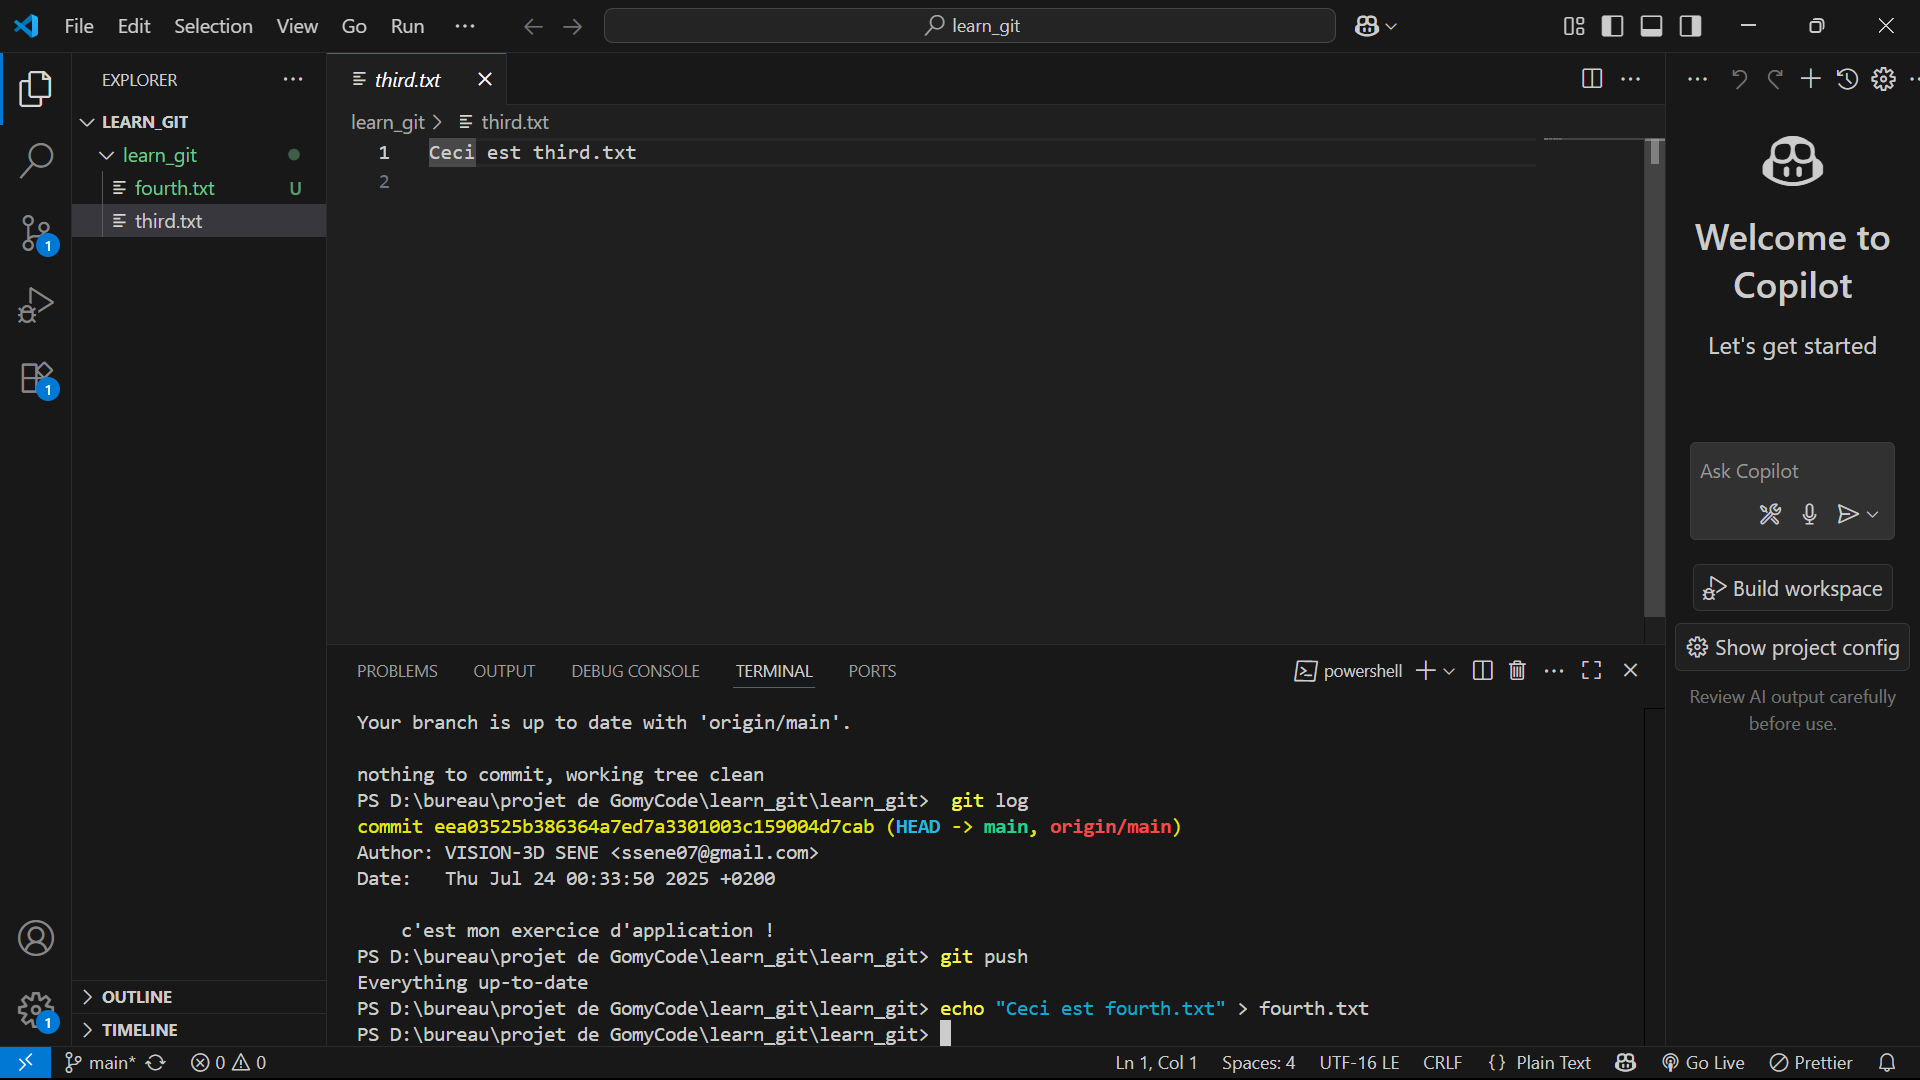 File Edit Selection View Go Run
learn_git
EXPLORER
LEARN_GIT
learn_git
fourth.txt U
third.txt
1
1
1
OUTLINE
TIMELINE
third.txt
learn_git > third.txt
1 Ceci est third.txt
2
PROBLEMS OUTPUT DEBUG CONSOLE TERMINAL PORTS
powershell
Your branch is up to date with 'origin/main'.
nothing to commit, working tree clean
PS D:\bureau\projet de GomyCode\learn_git\learn_git>  git log
commit eea03525b386364a7ed7a3301003c159004d7cab (HEAD -> main, origin/main)
Author: VISION-3D SENE <ssene07@gmail.com>
Date:   Thu Jul 24 00:33:50 2025 +0200
    c'est mon exercice d'application !
PS D:\bureau\projet de GomyCode\learn_git\learn_git> git push
Everything up-to-date
PS D:\bureau\projet de GomyCode\learn_git\learn_git> echo "Ceci est fourth.txt" > fourth.txt
PS D:\bureau\projet de GomyCode\learn_git\learn_git>
Welcome to
Copilot
Let's get started
Ask Copilot
Build workspace
Show project config
Review AI output carefully
before use.
main* 0 0 Ln 1, Col 1 Spaces: 4 UTF-16 LE CRLF {} Plain Text Go Live Prettier